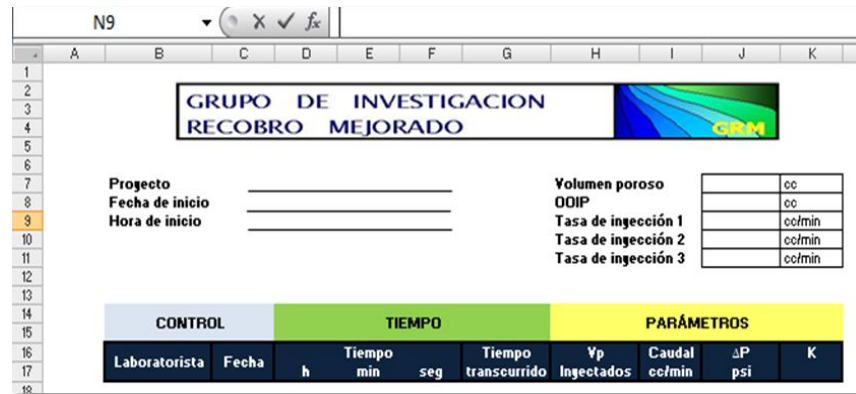 N9
fx
A B C D E F G H I J K
1
2
3
4
5
6
7
8
9
10
11
12
13
14
15
16
17
18
GRUPO DE INVESTIGACION
RECOBRO MEJORADO
GRM
Proyecto
Fecha de inicio
Hora de inicio
Volumen poroso cc
OOIP cc
Tasa de inyección 1 cc/min
Tasa de inyección 2 cc/min
Tasa de inyección 3 cc/min
CONTROL TIEMPO PARÁMETROS
Laboratorista Fecha
Tiempo
h min seg
Tiempo
transcurrido
Vp
Inyectados
Caudal
cc/min
ΔP
psi
K